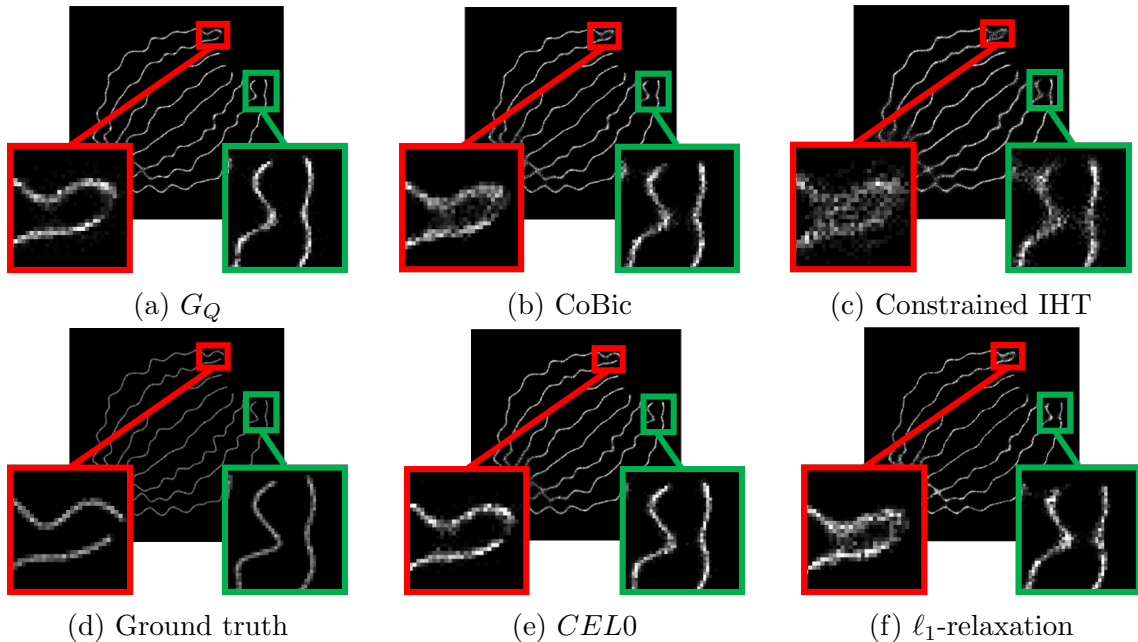 (a) G_Q
(b) CoBic
(c) Constrained IHT
(d) Ground truth
(e) CEL0
(f) ℓ₁-relaxation